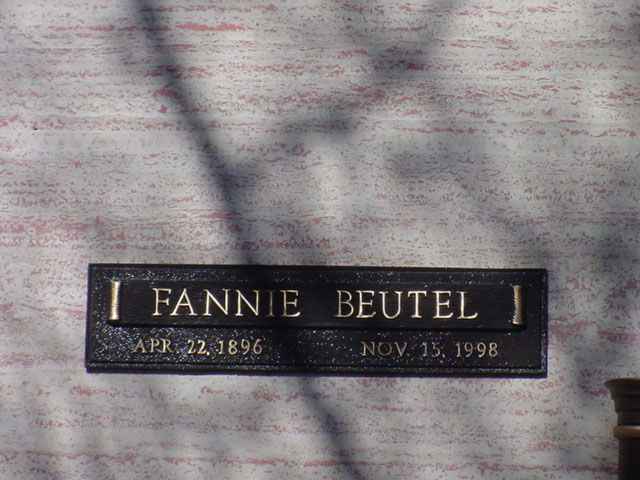 FANNIE BEUTEL
APR. 22, 1896 NOV. 15, 1998